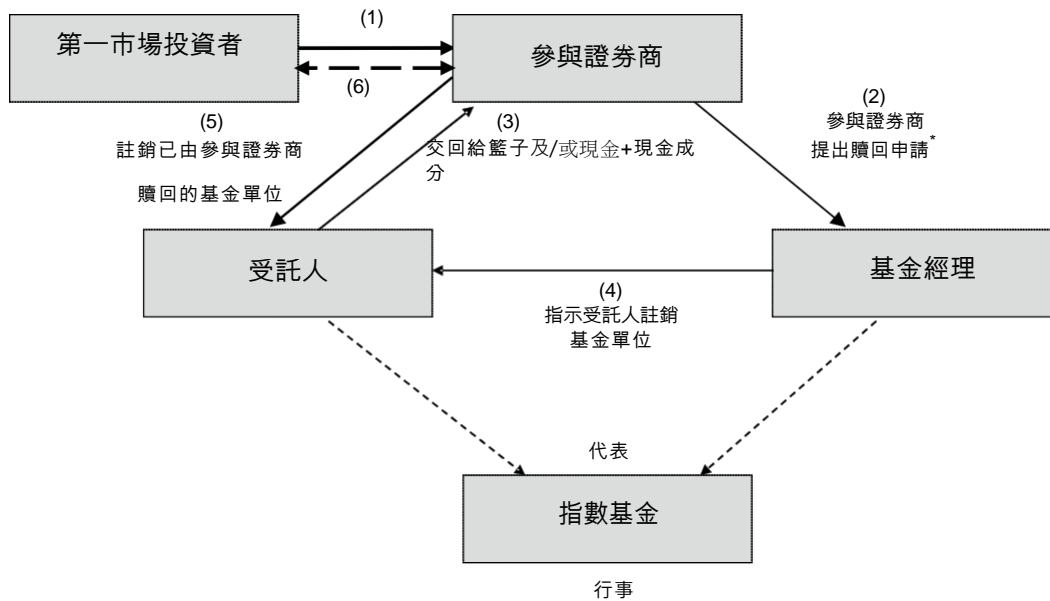 (1)
第一市場投資者
參與證券商
(6)
(5)
註銷已由參與證券商
贖回的基金單位
(3)
交回給籃子及/或現金+現金成
分
(2)
參與證券商
提出贖回申請*
受託人
基金經理
(4)
指示受託人註銷
基金單位
代表
指數基金
行事